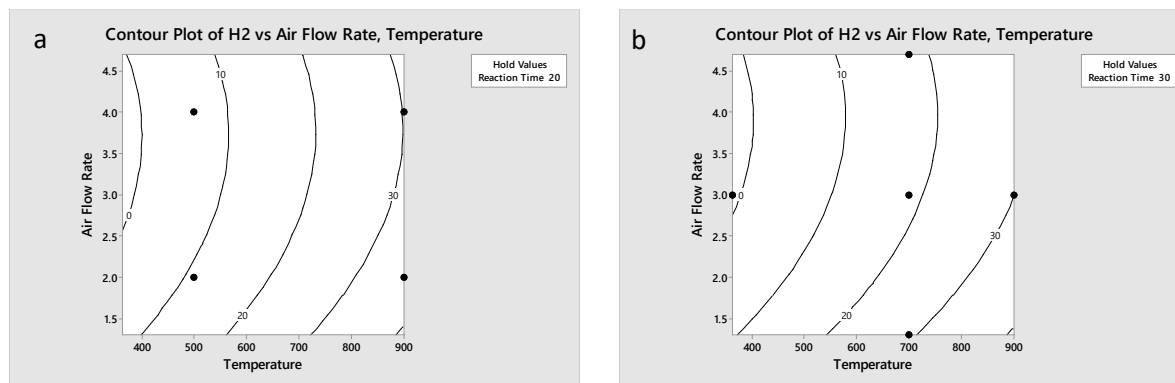 a
Contour Plot of H2 vs Air Flow Rate, Temperature
Hold Values
Reaction Time 20
Air Flow Rate
4.5
4.0
3.5
3.0
2.5
2.0
1.5
0
10
20
30
400 500 600 700 800 900
Temperature
b
Contour Plot of H2 vs Air Flow Rate, Temperature
Hold Values
Reaction Time 30
Air Flow Rate
4.5
4.0
3.5
3.0
2.5
2.0
1.5
0
10
20
30
400 500 600 700 800 900
Temperature